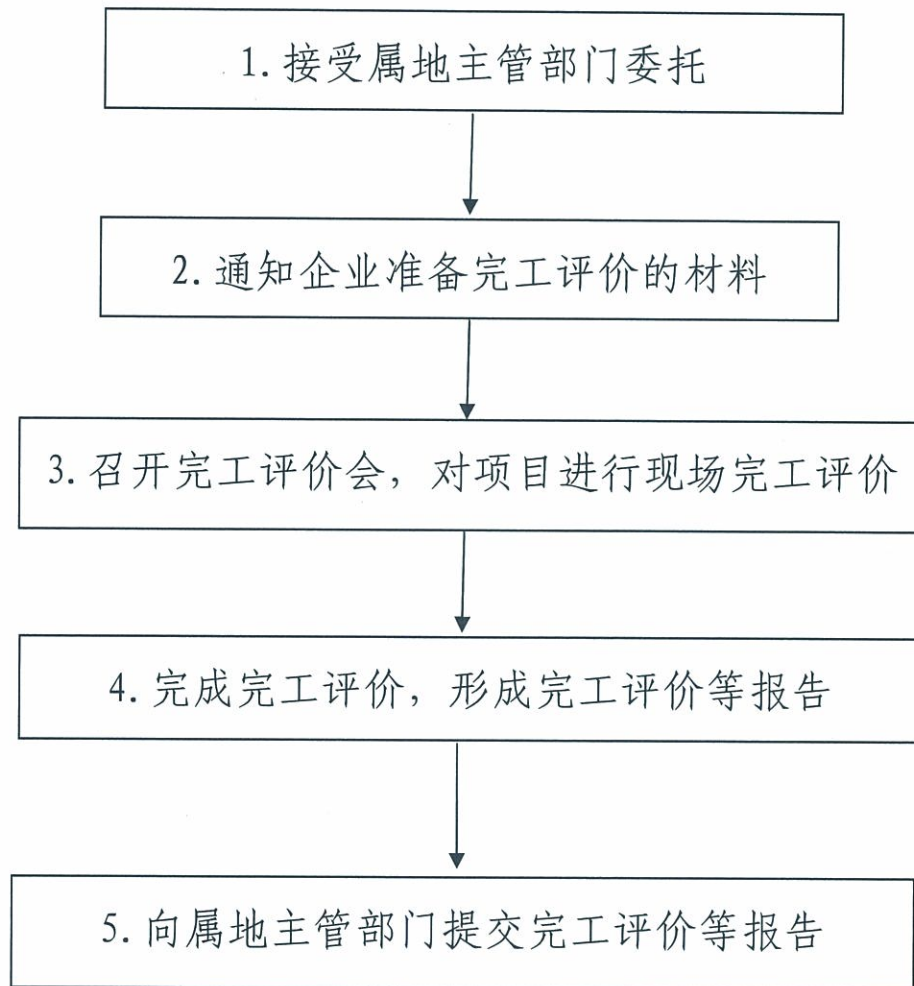 1. 接受属地主管部门委托
2. 通知企业准备完工评价的材料
3. 召开完工评价会，对项目进行现场完工评价
4. 完成完工评价，形成完工评价等报告
5. 向属地主管部门提交完工评价等报告